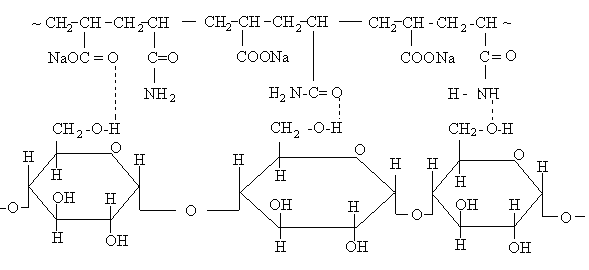 ~ CH₂-CH-CH₂-CH - CH₂-CH-CH₂-CH — CH₂-CH-CH₂-CH ~
NaO-C=O C=O COONa COONa C=O
NH₂ H₂N-C=O H - NH
CH₂ -O-H CH₂ -O-H CH₂ -O-H
H H O H H H O H H H O H
OH OH OH
-O O O O-
H OH H OH H OH